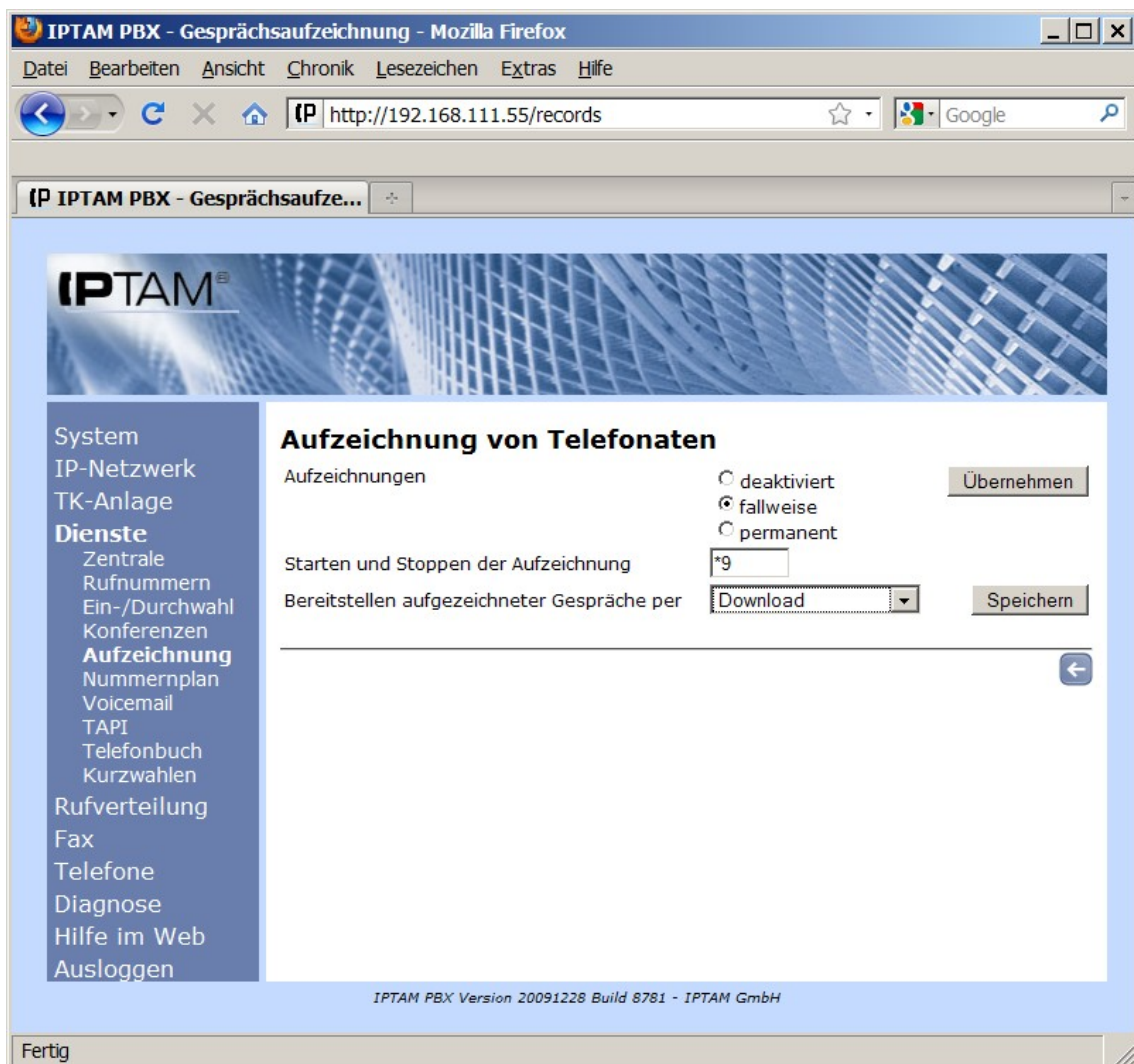 IPTAM PBX - Gesprächsaufzeichnung - Mozilla Firefox
Datei Bearbeiten Ansicht Chronik Lesezeichen Extras Hilfe
(P http://192.168.111.55/records Google
(P IPTAM PBX - Gesprächsaufze...
IPTAM®
System
IP-Netzwerk
TK-Anlage
Dienste
Zentrale
Rufnummern
Ein-/Durchwahl
Konferenzen
Aufzeichnung
Nummernplan
Voicemail
TAPI
Telefonbuch
Kurzwahlen
Rufverteilung
Fax
Telefone
Diagnose
Hilfe im Web
Ausloggen
Aufzeichnung von Telefonaten
Aufzeichnungen deaktiviert Übernehmen
fallweise
permanent
Starten und Stoppen der Aufzeichnung *9
Bereitstellen aufgezeichneter Gespräche per Download Speichern
IPTAM PBX Version 20091228 Build 8781 - IPTAM GmbH
Fertig